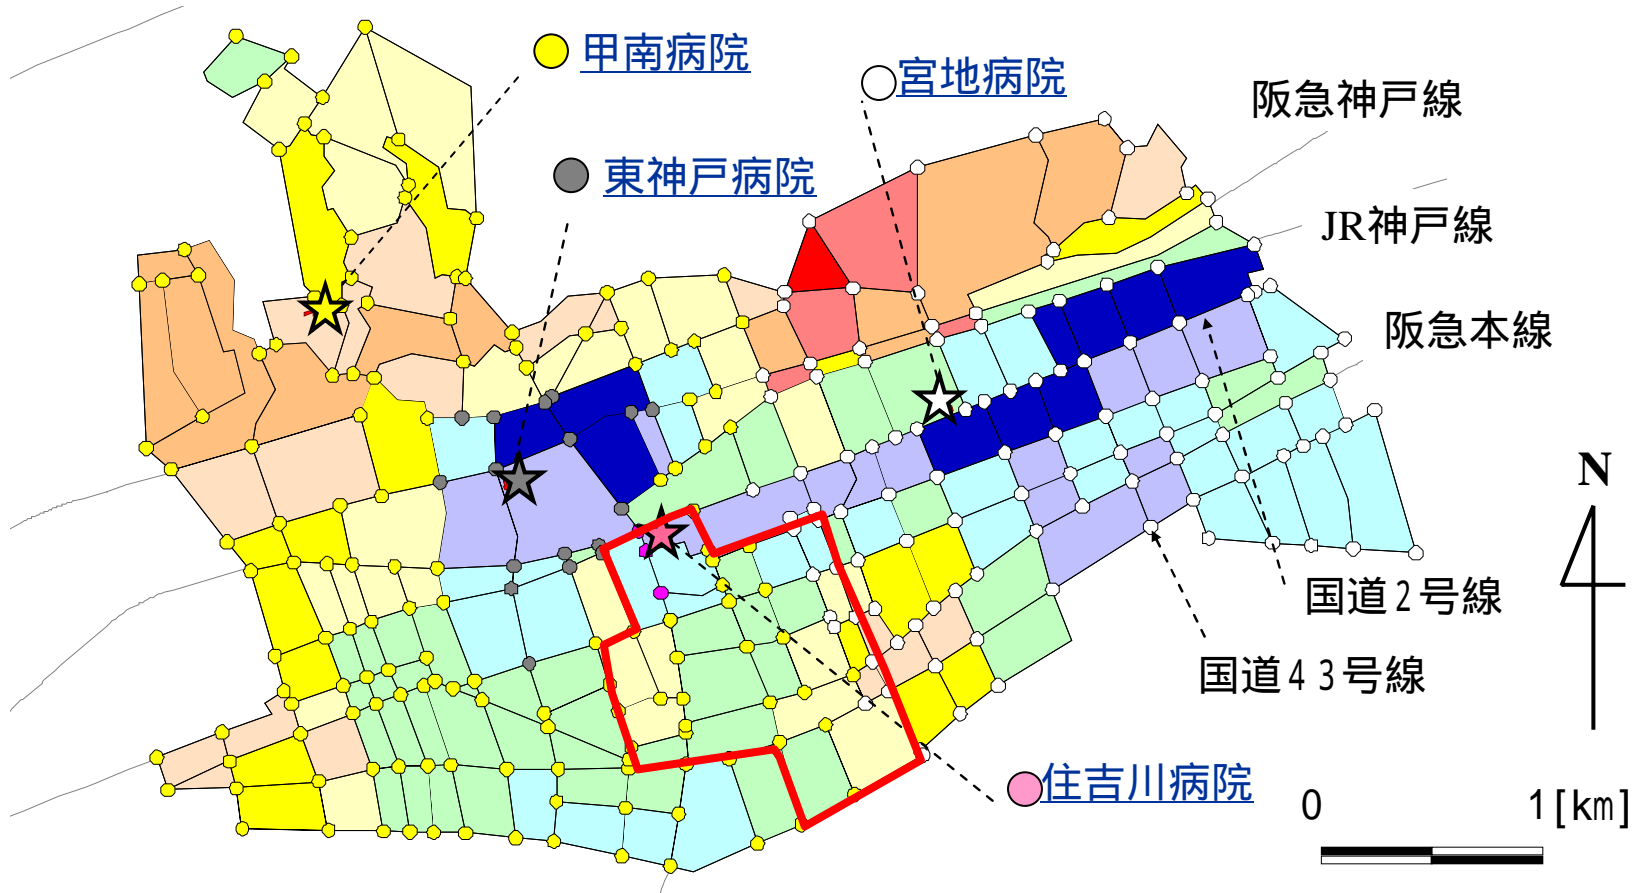 甲南病院
宮地病院
阪急神戸線
東神戸病院
JR神戸線
阪急本線
N
国道2号線
国道43号線
住吉川病院
0 1[km]